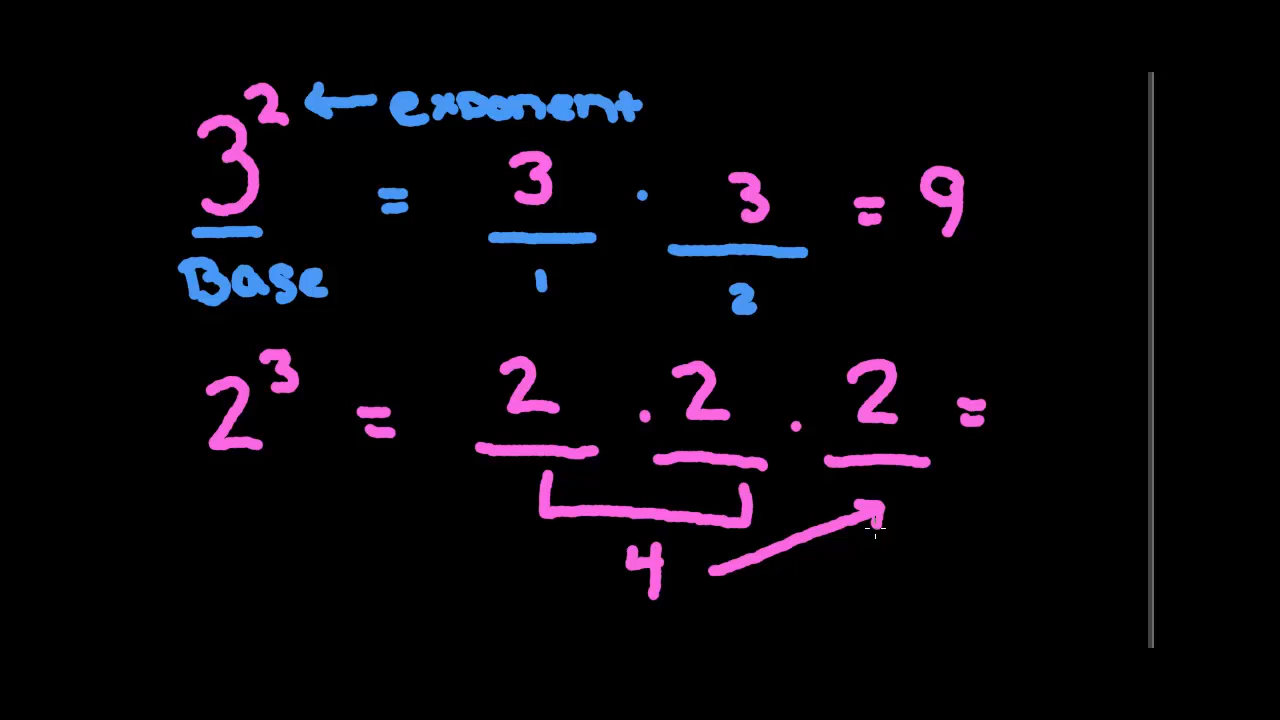 3² ← exponent
= 3 · 3 = 9
Base 1 2
2³ = 2 · 2 · 2 =
4